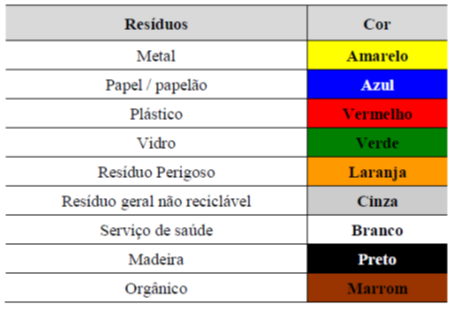 Resíduos Cor
Metal Amarelo
Papel / papelão Azul
Plástico Vermelho
Vidro Verde
Resíduo Perigoso Laranja
Resíduo geral não reciclável Cinza
Serviço de saúde Branco
Madeira Preto
Orgânico Marrom